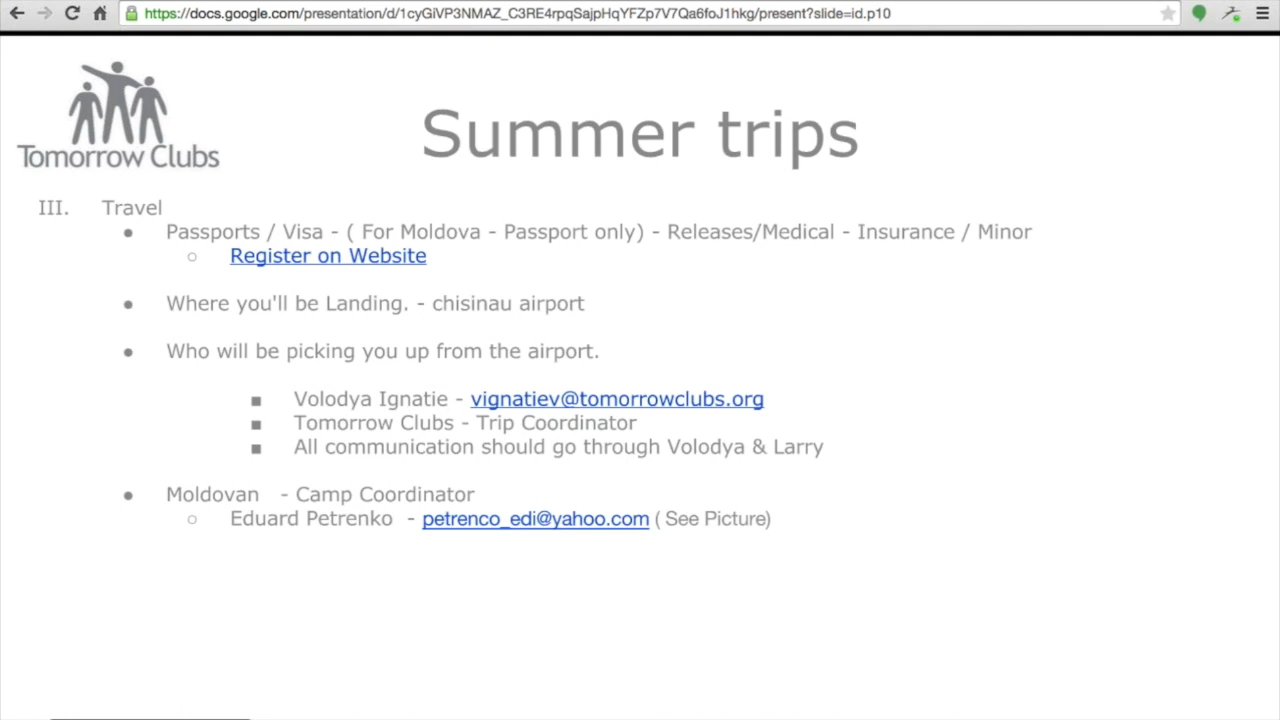 https://docs.google.com/presentation/d/1cyGiVP3NMAZ_C3RE4rpqSajpHqYFZp7V7Qa6foJ1hkg/present?slide=id.p10
Tomorrow Clubs
Summer trips
III. Travel
● Passports / Visa - ( For Moldova - Passport only) - Releases/Medical - Insurance / Minor
○ Register on Website
● Where you'll be Landing. - chisinau airport
● Who will be picking you up from the airport.
■ Volodya Ignatie - vignatiev@tomorrowclubs.org
■ Tomorrow Clubs - Trip Coordinator
■ All communication should go through Volodya & Larry
● Moldovan - Camp Coordinator
○ Eduard Petrenko - petrenco_edi@yahoo.com ( See Picture)